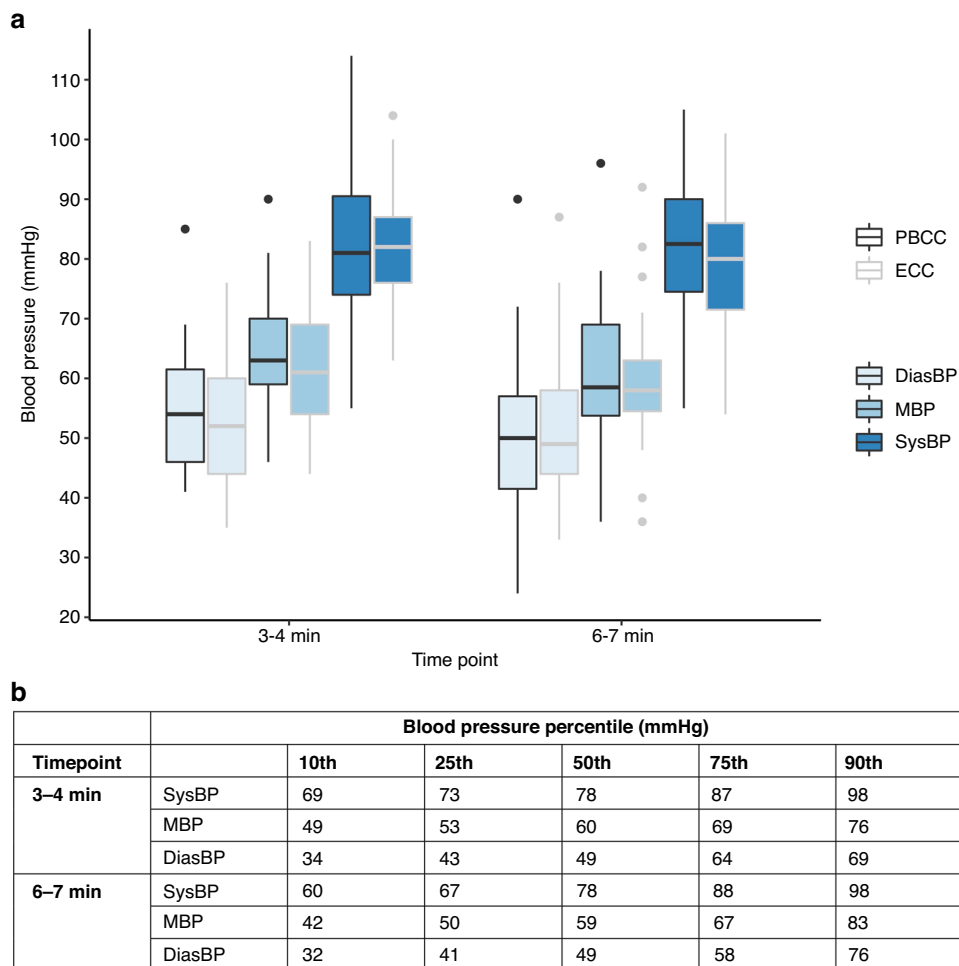 a
Blood pressure (mmHg)
110
100
90
80
70
60
50
40
30
20
3-4 min 6-7 min
Time point
PBCC
ECC
DiasBP
MBP
SysBP
b
Blood pressure percentile (mmHg)
Timepoint 10th 25th 50th 75th 90th
3–4 min SysBP 69 73 78 87 98
MBP 49 53 60 69 76
DiasBP 34 43 49 64 69
6–7 min SysBP 60 67 78 88 98
MBP 42 50 59 67 83
DiasBP 32 41 49 58 76